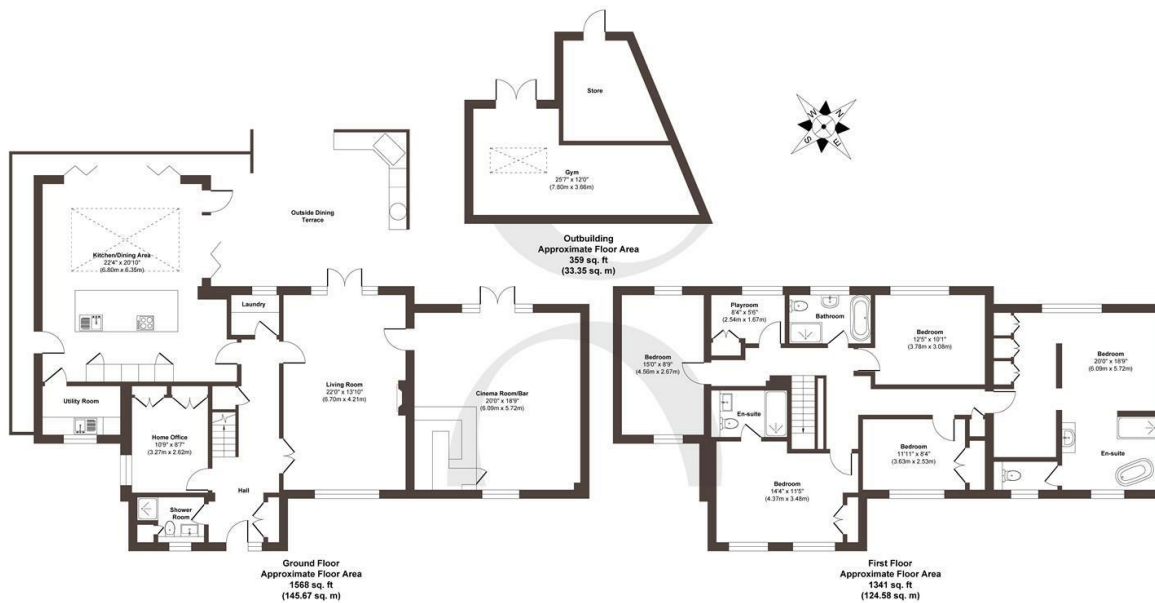 Store
Gym
25'7" x 12'0"
(7.80m x 3.66m)
Outbuilding
Approximate Floor Area
359 sq. ft
(33.35 sq. m)
N
E
S
W
Outside Dining
Terrace
Kitchen/Dining Area
22'4" x 20'10"
(6.80m x 6.35m)
Laundry
Utility Room
Home Office
10'9" x 8'7"
(3.27m x 2.62m)
Living Room
22'0" x 13'10"
(6.70m x 4.21m)
Cinema Room/Bar
20'0" x 18'9"
(6.09m x 5.72m)
Hall
Shower
Room
Ground Floor
Approximate Floor Area
1568 sq. ft
(145.67 sq. m)
Playroom
8'4" x 5'6"
(2.54m x 1.67m)
Bathroom
Bedroom
12'5" x 10'1"
(3.78m x 3.08m)
Bedroom
15'0" x 8'9"
(4.56m x 2.67m)
Bedroom
20'0" x 18'9"
(6.09m x 5.72m)
En-suite
Bedroom
11'11" x 8'4"
(3.63m x 2.53m)
En-suite
Bedroom
14'4" x 11'5"
(4.37m x 3.48m)
First Floor
Approximate Floor Area
1341 sq. ft
(124.58 sq. m)